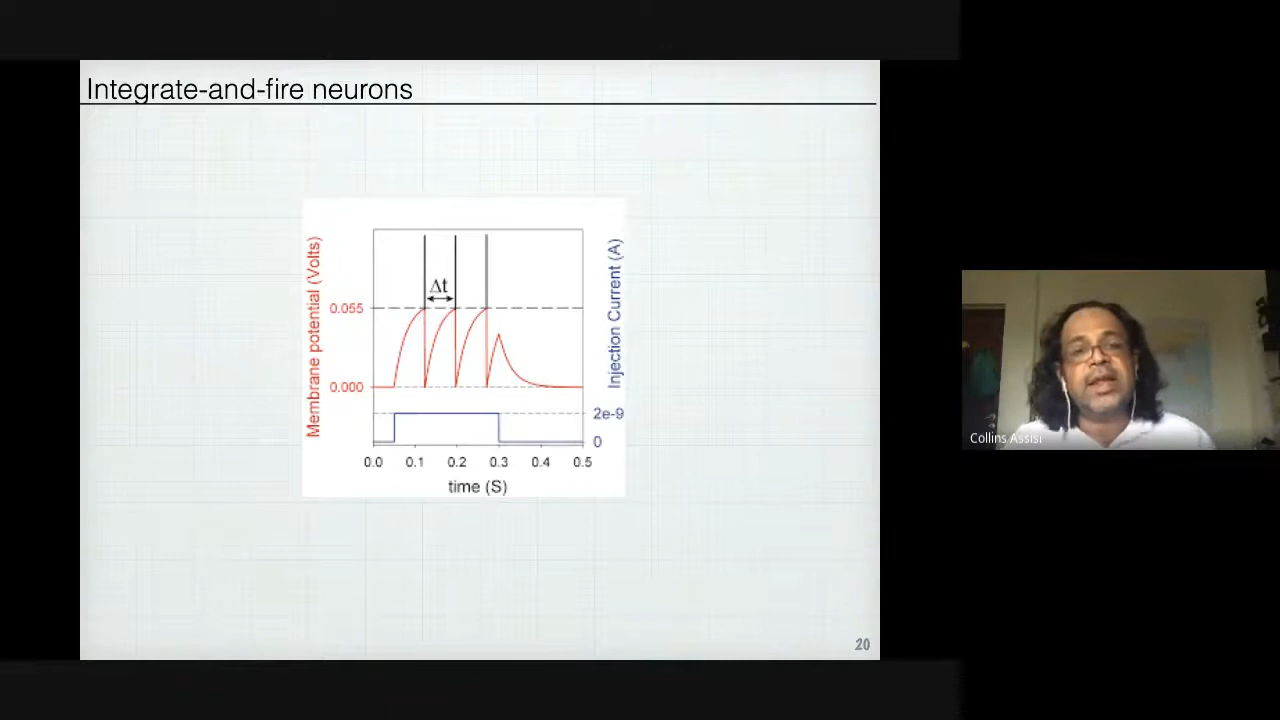 Integrate-and-fire neurons
Membrane potential (Volts)
Injection Current (A)
Δt
0.055
0.000
2e-9
0
0.0 0.1 0.2 0.3 0.4 0.5
time (S)
Collins Assisi
20